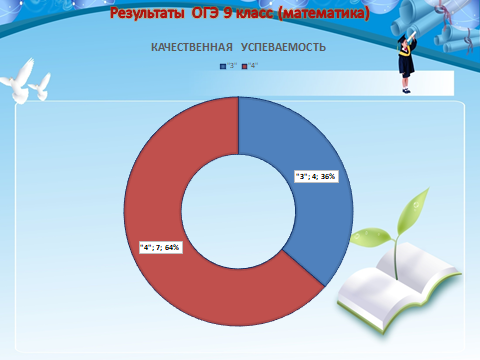 Результаты ОГЭ 9 класс (математика)
КАЧЕСТВЕННАЯ УСПЕВАЕМОСТЬ
"3" "4"
"3"; 4; 36%
"4"; 7; 64%